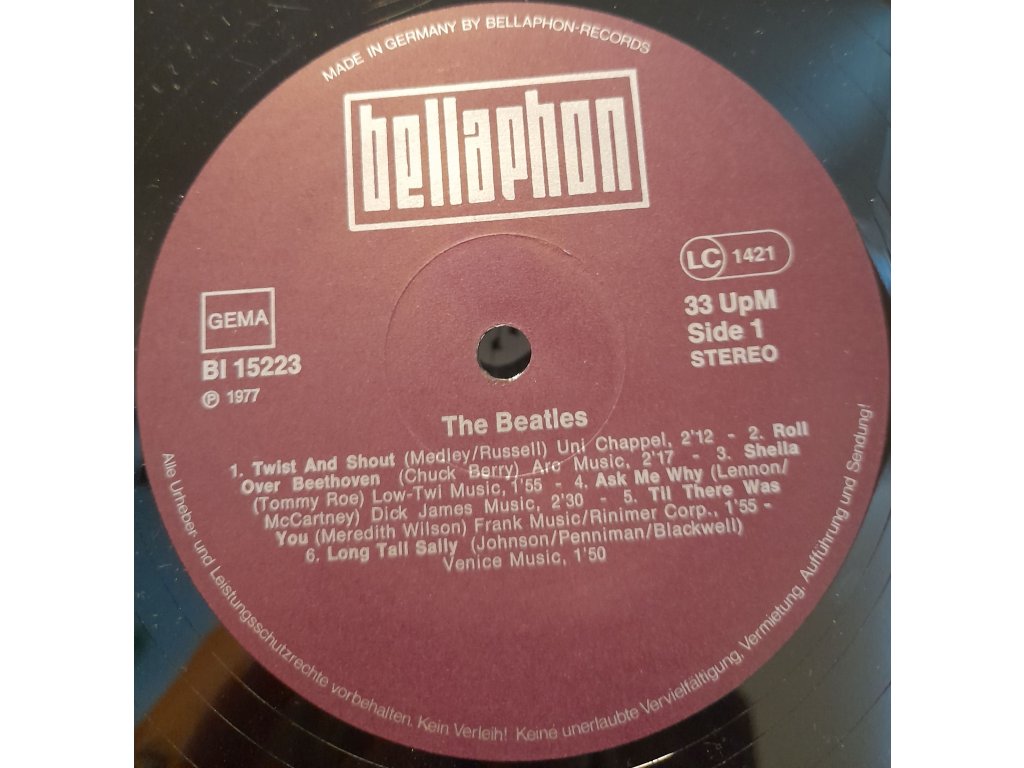 MADE IN GERMANY BY BELLAPHON-RECORDS
bellaphon
LC 1421
GEMA
33 UpM
Side 1
STEREO
BI 15223
℗ 1977
The Beatles
1. Twist And Shout (Medley/Russell) Uni Chappel, 2'12 - 2. Roll
Over Beethoven (Chuck Berry) Arc Music, 2'17 - 3. Sheila
(Tommy Roe) Low-Twi Music, 1'55 - 4. Ask Me Why (Lennon/
McCartney) Dick James Music, 2'30 - 5. Til There Was
You (Meredith Wilson) Frank Music/Rinimer Corp., 1'55 -
6. Long Tall Sally (Johnson/Penniman/Blackwell)
Venice Music, 1'50
Alle Urheber und Leistungsschutzrechte vorbehalten. Kein Verleih! Keine unerlaubte Vervielfältigung, Vermietung, Aufführung und Sendung!